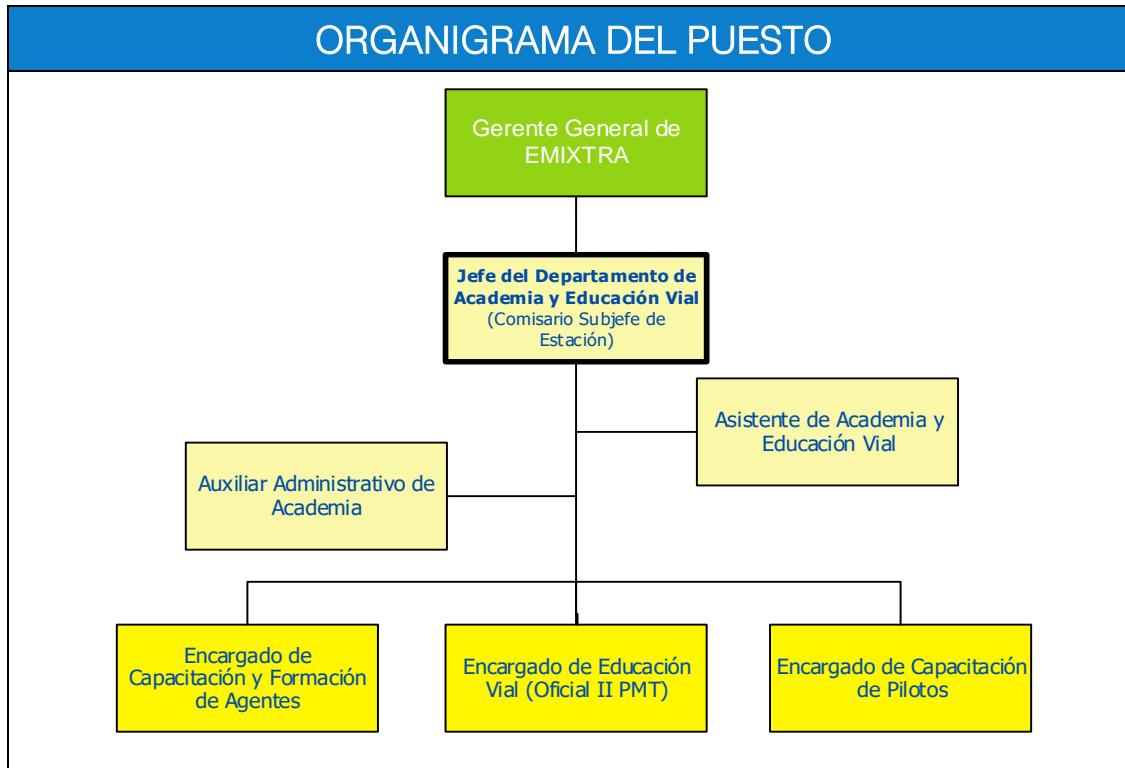 ORGANIGRAMA DEL PUESTO
Gerente General de
EMIXTRA
Jefe del Departamento de
Academia y Educación Vial
(Comisario Subjefe de
Estación)
Asistente de Academia y
Educación Vial
Auxiliar Administrativo de
Academia
Encargado de
Capacitación y Formación
de Agentes
Encargado de Educación
Vial (Oficial II PMT)
Encargado de Capacitación
de Pilotos